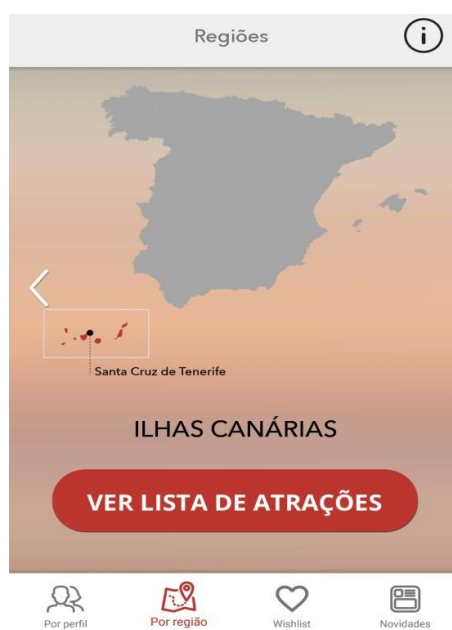 Regiões
Santa Cruz de Tenerife
ILHAS CANÁRIAS
VER LISTA DE ATRAÇÕES
Por perfil
Por região
Wishlist
Novidades